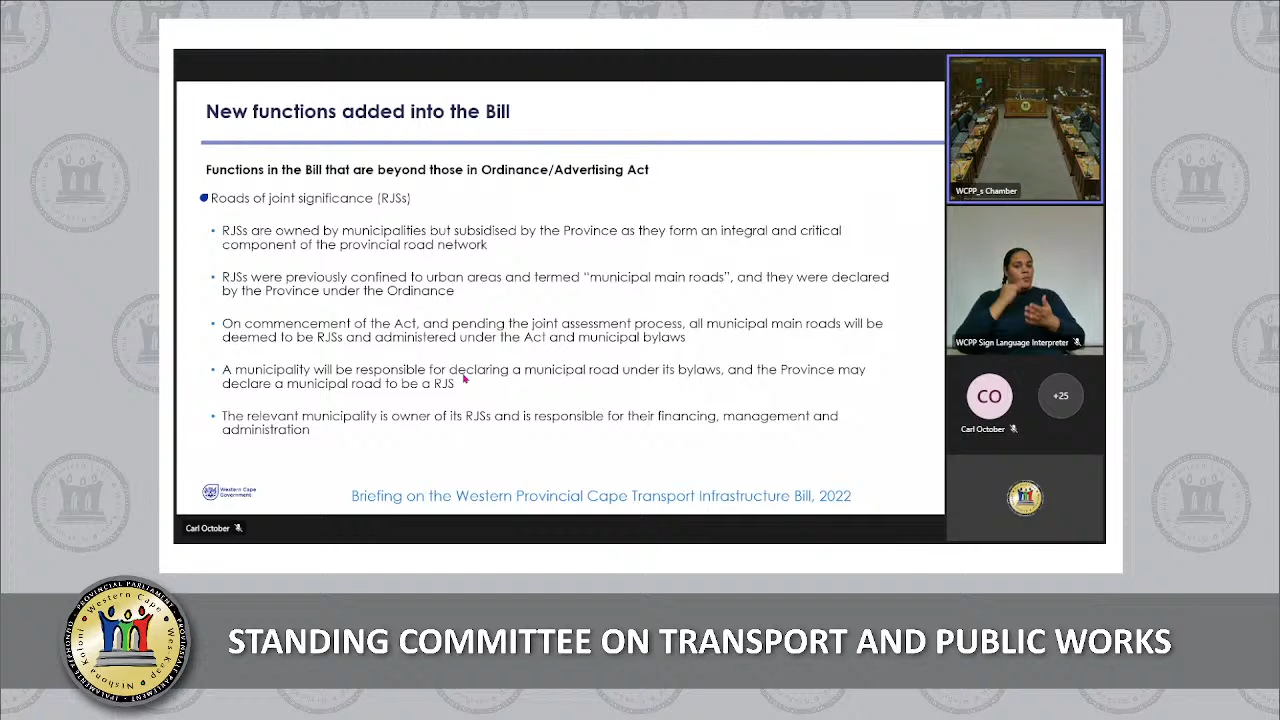 New functions added into the Bill
Functions in the Bill that are beyond those in Ordinance/Advertising Act
Roads of joint significance (RJSs)
• RJSs are owned by municipalities but subsidised by the Province as they form an integral and critical
component of the provincial road network
• RJSs were previously confined to urban areas and termed “municipal main roads”, and they were declared
by the Province under the Ordinance
• On commencement of the Act, and pending the joint assessment process, all municipal main roads will be
deemed to be RJSs and administered under the Act and municipal bylaws
• A municipality will be responsible for declaring a municipal road under its bylaws, and the Province may
declare a municipal road to be a RJS
• The relevant municipality is owner of its RJSs and is responsible for their financing, management and
administration
Western Cape
Government
Briefing on the Western Provincial Cape Transport Infrastructure Bill, 2022
Carl October
WCPP_s Chamber
WCPP Sign Language Interpreter
CO
+25
Carl October
PROVINCIAL PARLIAMENT
Western Cape
Wes-Kaap
Ntshona Koloni
STANDING COMMITTEE ON TRANSPORT AND PUBLIC WORKS